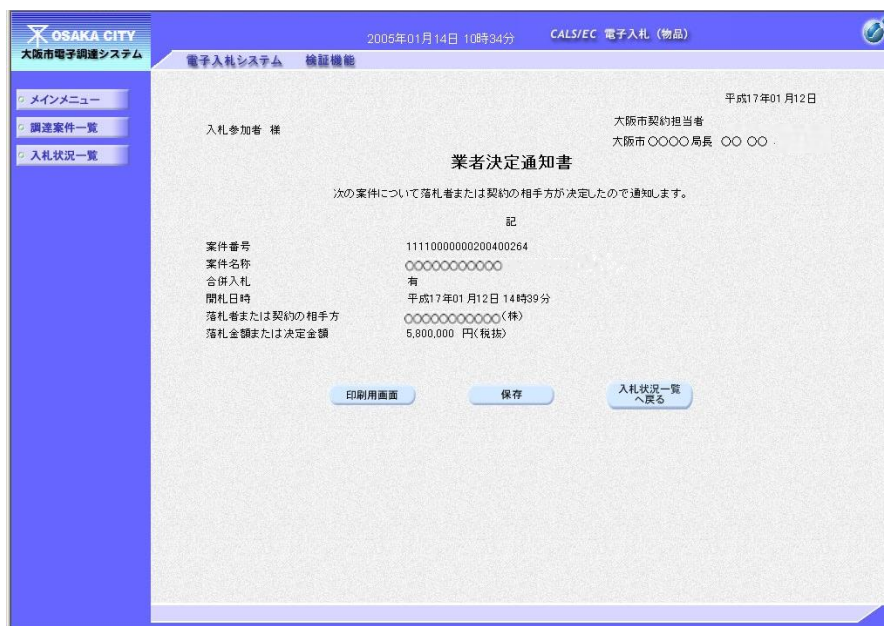 OSAKA CITY
大阪市電子調達システム
2005年01月14日 10時34分
CALS/EC 電子入札（物品）
電子入札システム 検証機能
メインメニュー
調達案件一覧
入札状況一覧
平成17年01月12日
入札参加者 様
大阪市契約担当者
大阪市○○○○局長 ○○ ○○
業者決定通知書
次の案件について落札者または契約の相手方が決定したので通知します。
記
案件番号 11110000000200400264
案件名称 ○○○○○○○○○○○
合併入札 有
開札日時 平成17年01月12日 14時39分
落札者または契約の相手方 ○○○○○○○○○○○(株)
落札金額または決定金額 5,800,000 円(税抜)
印刷用画面
保存
入札状況一覧
へ戻る